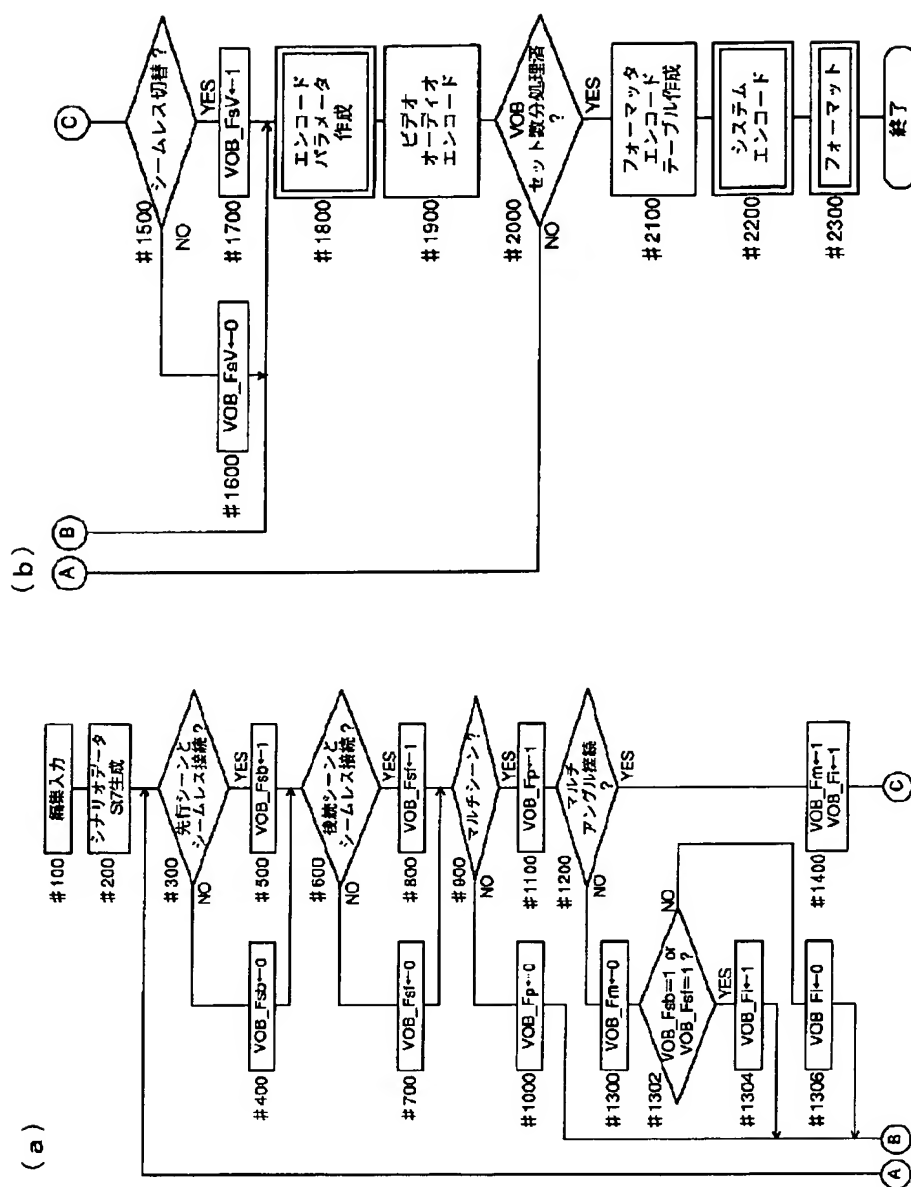 (a)
#100
編集入力
#200
シナリオデータ
St7生成
#300
先行シーンと
シームレス接続?
NO
YES
#400
VOB_Fsb←0
#500
VOB_Fsb←1
#600
後続シーンと
シームレス接続?
NO
YES
#700
VOB_Fsf←0
#800
VOB_Fsf←1
#900
マルチシーン?
NO
YES
#1000
VOB_Fp←0
#1100
VOB_Fp←1
#1200
マルチ
アングル接続
?
NO
YES
#1300
VOB_Fm←0
#1302
VOB_Fsb=1 or
VOB_Fsf=1 ?
NO
YES
#1304
VOB_Fi←1
#1306
VOB_Fi←0
#1400
VOB_Fm←1
VOB_Fi←1
A
B
C
(b)
A
B
C
#1500
シームレス切替?
NO
YES
#1600
VOB_FsV←0
#1700
VOB_FsV←1
#1800
エンコード
パラメータ
作成
#1900
ビデオ
オーディオ
エンコード
#2000
VOB
セット数分処理済
?
NO
YES
#2100
フォーマッタ
エンコード
テーブル作成
#2200
システム
エンコード
#2300
フォーマット
終了